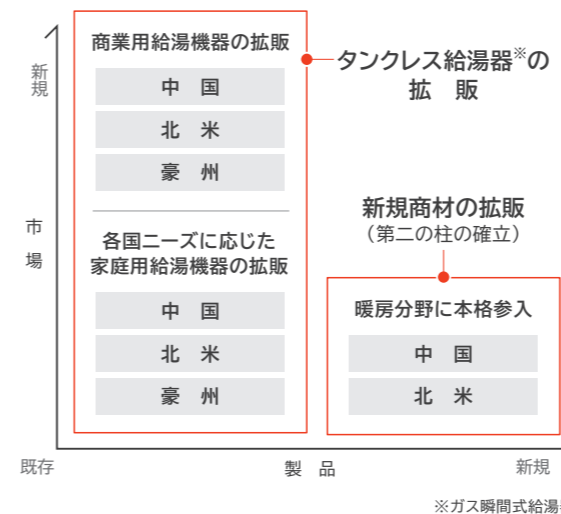 商業用給湯機器の拡販
中 国
北 米
豪 州
タンクレス給湯器※の
拡 販
各国ニーズに応じた
家庭用給湯機器の拡販
中 国
北 米
豪 州
新規商材の拡販
（第二の柱の確立）
暖房分野に本格参入
中 国
北 米
新規
市場
既存
製 品
新規
※ガス瞬間式給湯